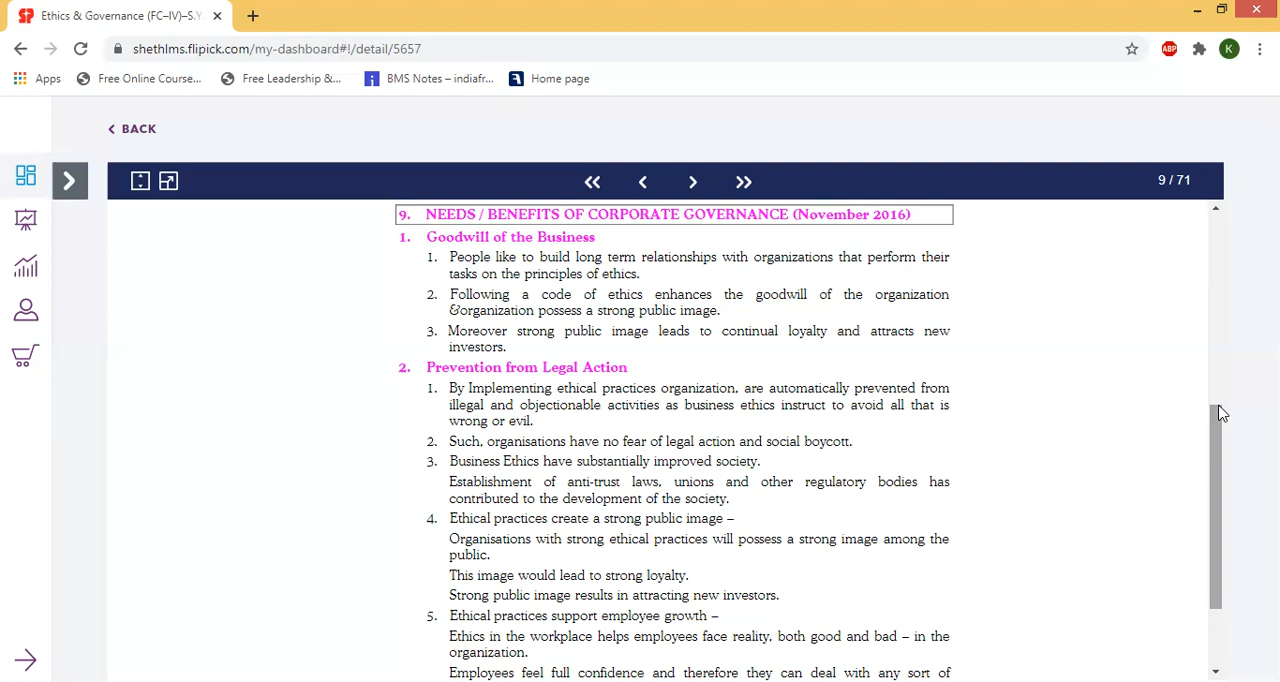 Ethics & Governance (FC–IV)–S.Y.
shethlms.flipick.com/my-dashboard#!/detail/5657
ABP
K
Apps
Free Online Course...
Free Leadership &...
BMS Notes – indiafr...
Home page
BACK
9 / 71
9. NEEDS / BENEFITS OF CORPORATE GOVERNANCE (November 2016)
1. Goodwill of the Business
1. People like to build long term relationships with organizations that perform their
tasks on the principles of ethics.
2. Following a code of ethics enhances the goodwill of the organization
&organization possess a strong public image.
3. Moreover strong public image leads to continual loyalty and attracts new
investors.
2. Prevention from Legal Action
1. By Implementing ethical practices organization, are automatically prevented from
illegal and objectionable activities as business ethics instruct to avoid all that is
wrong or evil.
2. Such, organisations have no fear of legal action and social boycott.
3. Business Ethics have substantially improved society.
Establishment of anti-trust laws, unions and other regulatory bodies has
contributed to the development of the society.
4. Ethical practices create a strong public image –
Organisations with strong ethical practices will possess a strong image among the
public.
This image would lead to strong loyalty.
Strong public image results in attracting new investors.
5. Ethical practices support employee growth –
Ethics in the workplace helps employees face reality, both good and bad – in the
organization.
Employees feel full confidence and therefore they can deal with any sort of